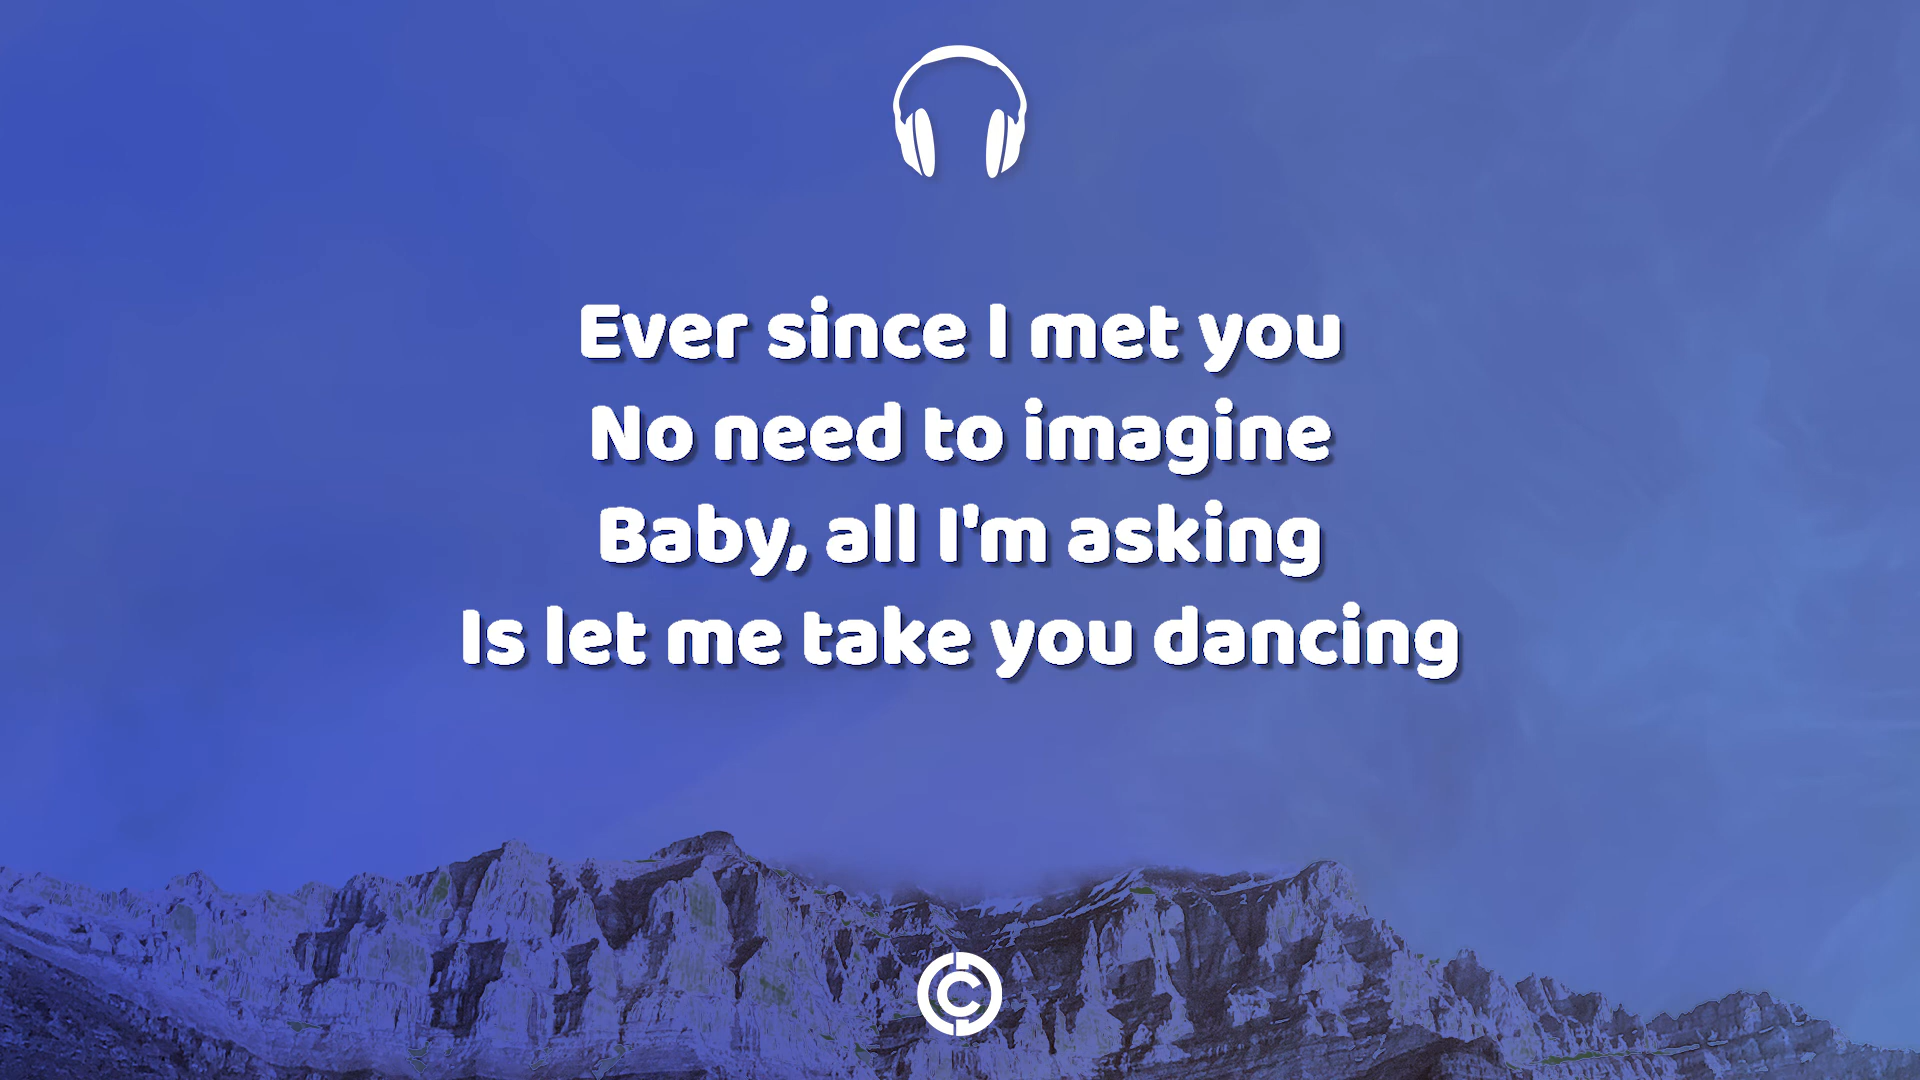 Ever since I met you
No need to imagine
Baby, all I'm asking
Is let me take you dancing